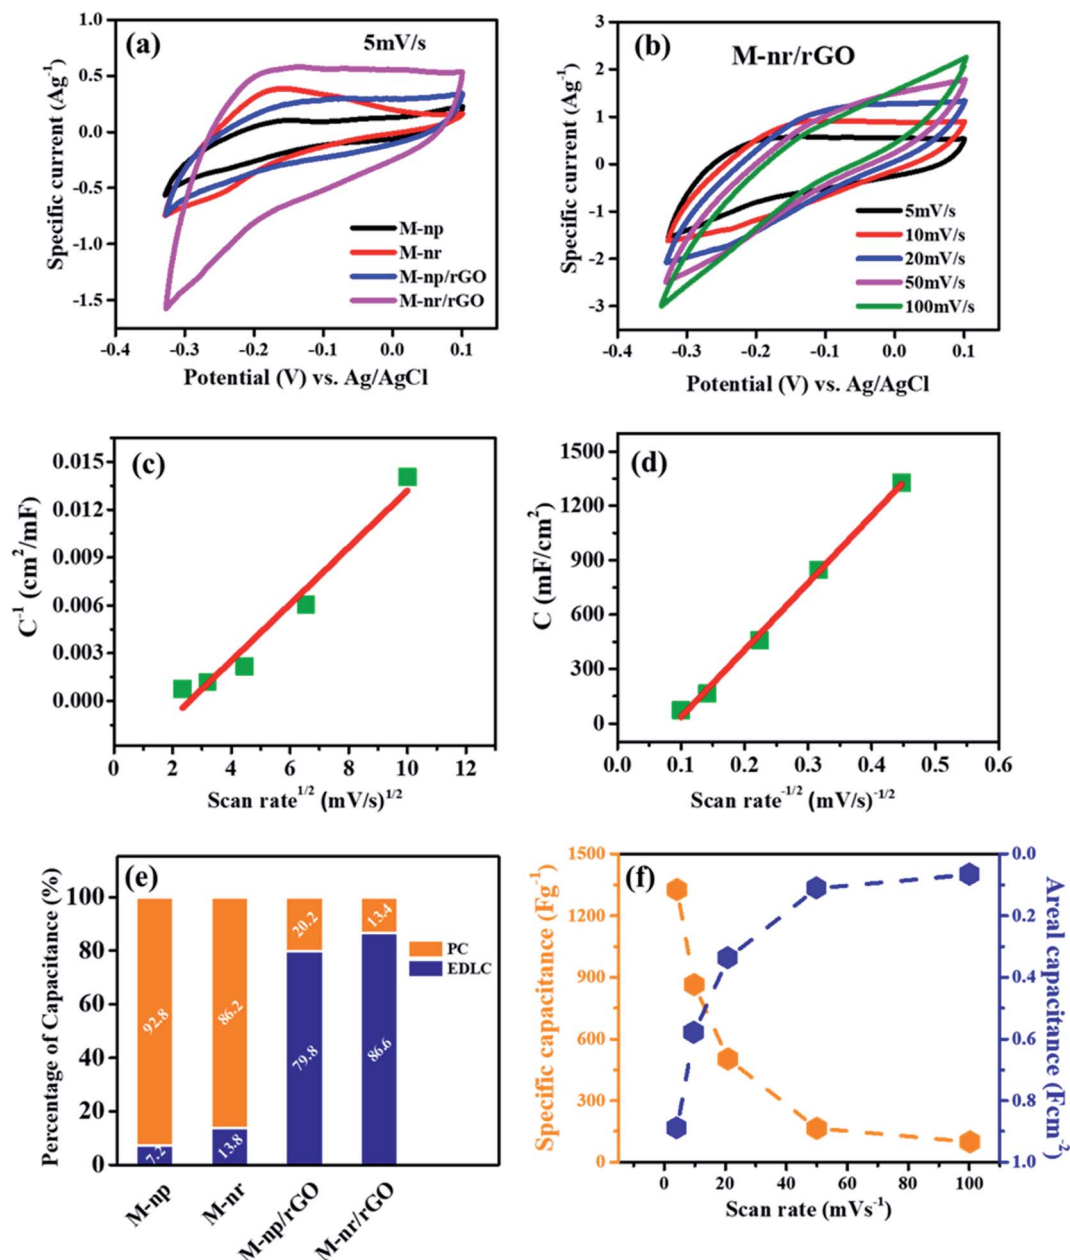 (a)
5mV/s
1.0
0.5
0.0
-0.5
-1.0
-1.5
Specific current (Ag⁻¹)
M-np
M-nr
M-np/rGO
M-nr/rGO
-0.4 -0.3 -0.2 -0.1 0.0 0.1
Potential (V) vs. Ag/AgCl
(b)
M-nr/rGO
3
2
1
0
-1
-2
-3
Specific current (Ag⁻¹)
5mV/s
10mV/s
20mV/s
50mV/s
100mV/s
-0.4 -0.3 -0.2 -0.1 0.0 0.1
Potential (V) vs. Ag/AgCl
(c)
0.015
0.012
0.009
0.006
0.003
0.000
C⁻¹ (cm²/mF)
0 2 4 6 8 10 12
Scan rate¹ᐟ² (mV/s)¹ᐟ²
(d)
1500
1200
900
600
300
0
C (mF/cm²)
0.0 0.1 0.2 0.3 0.4 0.5 0.6
Scan rate⁻¹ᐟ² (mV/s)⁻¹ᐟ²
(e)
100
80
60
40
20
0
Percentage of Capacitance (%)
92.8
7.2
86.2
13.8
20.2
79.8
13.4
86.6
PC
EDLC
M-np
M-nr
M-np/rGO
M-nr/rGO
(f)
1500
1200
900
600
300
0
Specific capacitance (Fg⁻¹)
0.0
0.2
0.4
0.6
0.8
1.0
Areal capacitance (Fcm⁻²)
0 20 40 60 80 100
Scan rate (mVs⁻¹)